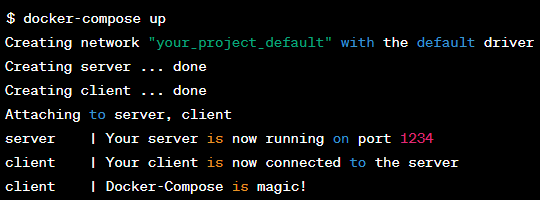 $ docker-compose up
Creating network "your_project_default" with the default driver
Creating server ... done
Creating client ... done
Attaching to server, client
server    | Your server is now running on port 1234
client    | Your client is now connected to the server
client    | Docker-Compose is magic!